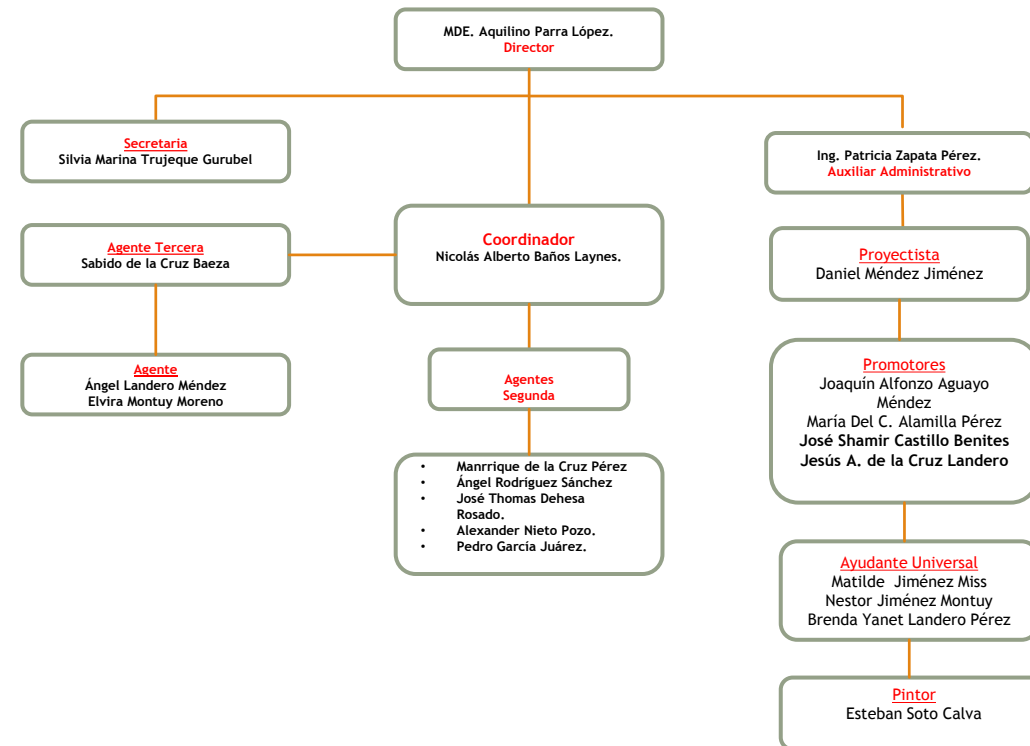 MDE. Aquilino Parra López.
Director
Secretaria
Silvia Marina Trujeque Gurubel
Ing. Patricia Zapata Pérez.
Auxiliar Administrativo
Agente Tercera
Sabido de la Cruz Baeza
Coordinador
Nicolás Alberto Baños Laynes.
Proyectista
Daniel Méndez Jiménez
Agente
Ángel Landero Méndez
Elvira Montuy Moreno
Agentes
Segunda
Promotores
Joaquín Alfonzo Aguayo
Méndez
María Del C. Alamilla Pérez
José Shamir Castillo Benites
Jesús A. de la Cruz Landero
• Manrrique de la Cruz Pérez
• Ángel Rodríguez Sánchez
• José Thomas Dehesa
Rosado.
• Alexander Nieto Pozo.
• Pedro García Juárez.
Ayudante Universal
Matilde Jiménez Miss
Nestor Jiménez Montuy
Brenda Yanet Landero Pérez
Pintor
Esteban Soto Calva